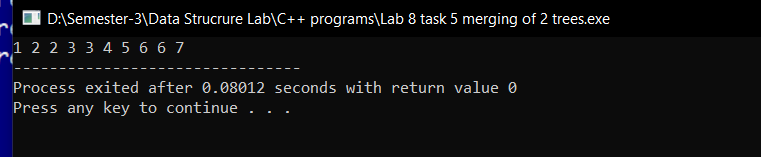 D:\Semester-3\Data Strucrure Lab\C++ programs\Lab 8 task 5 merging of 2 trees.exe
1 2 2 3 3 4 5 6 6 7
--------------------------------
Process exited after 0.08012 seconds with return value 0
Press any key to continue . . .